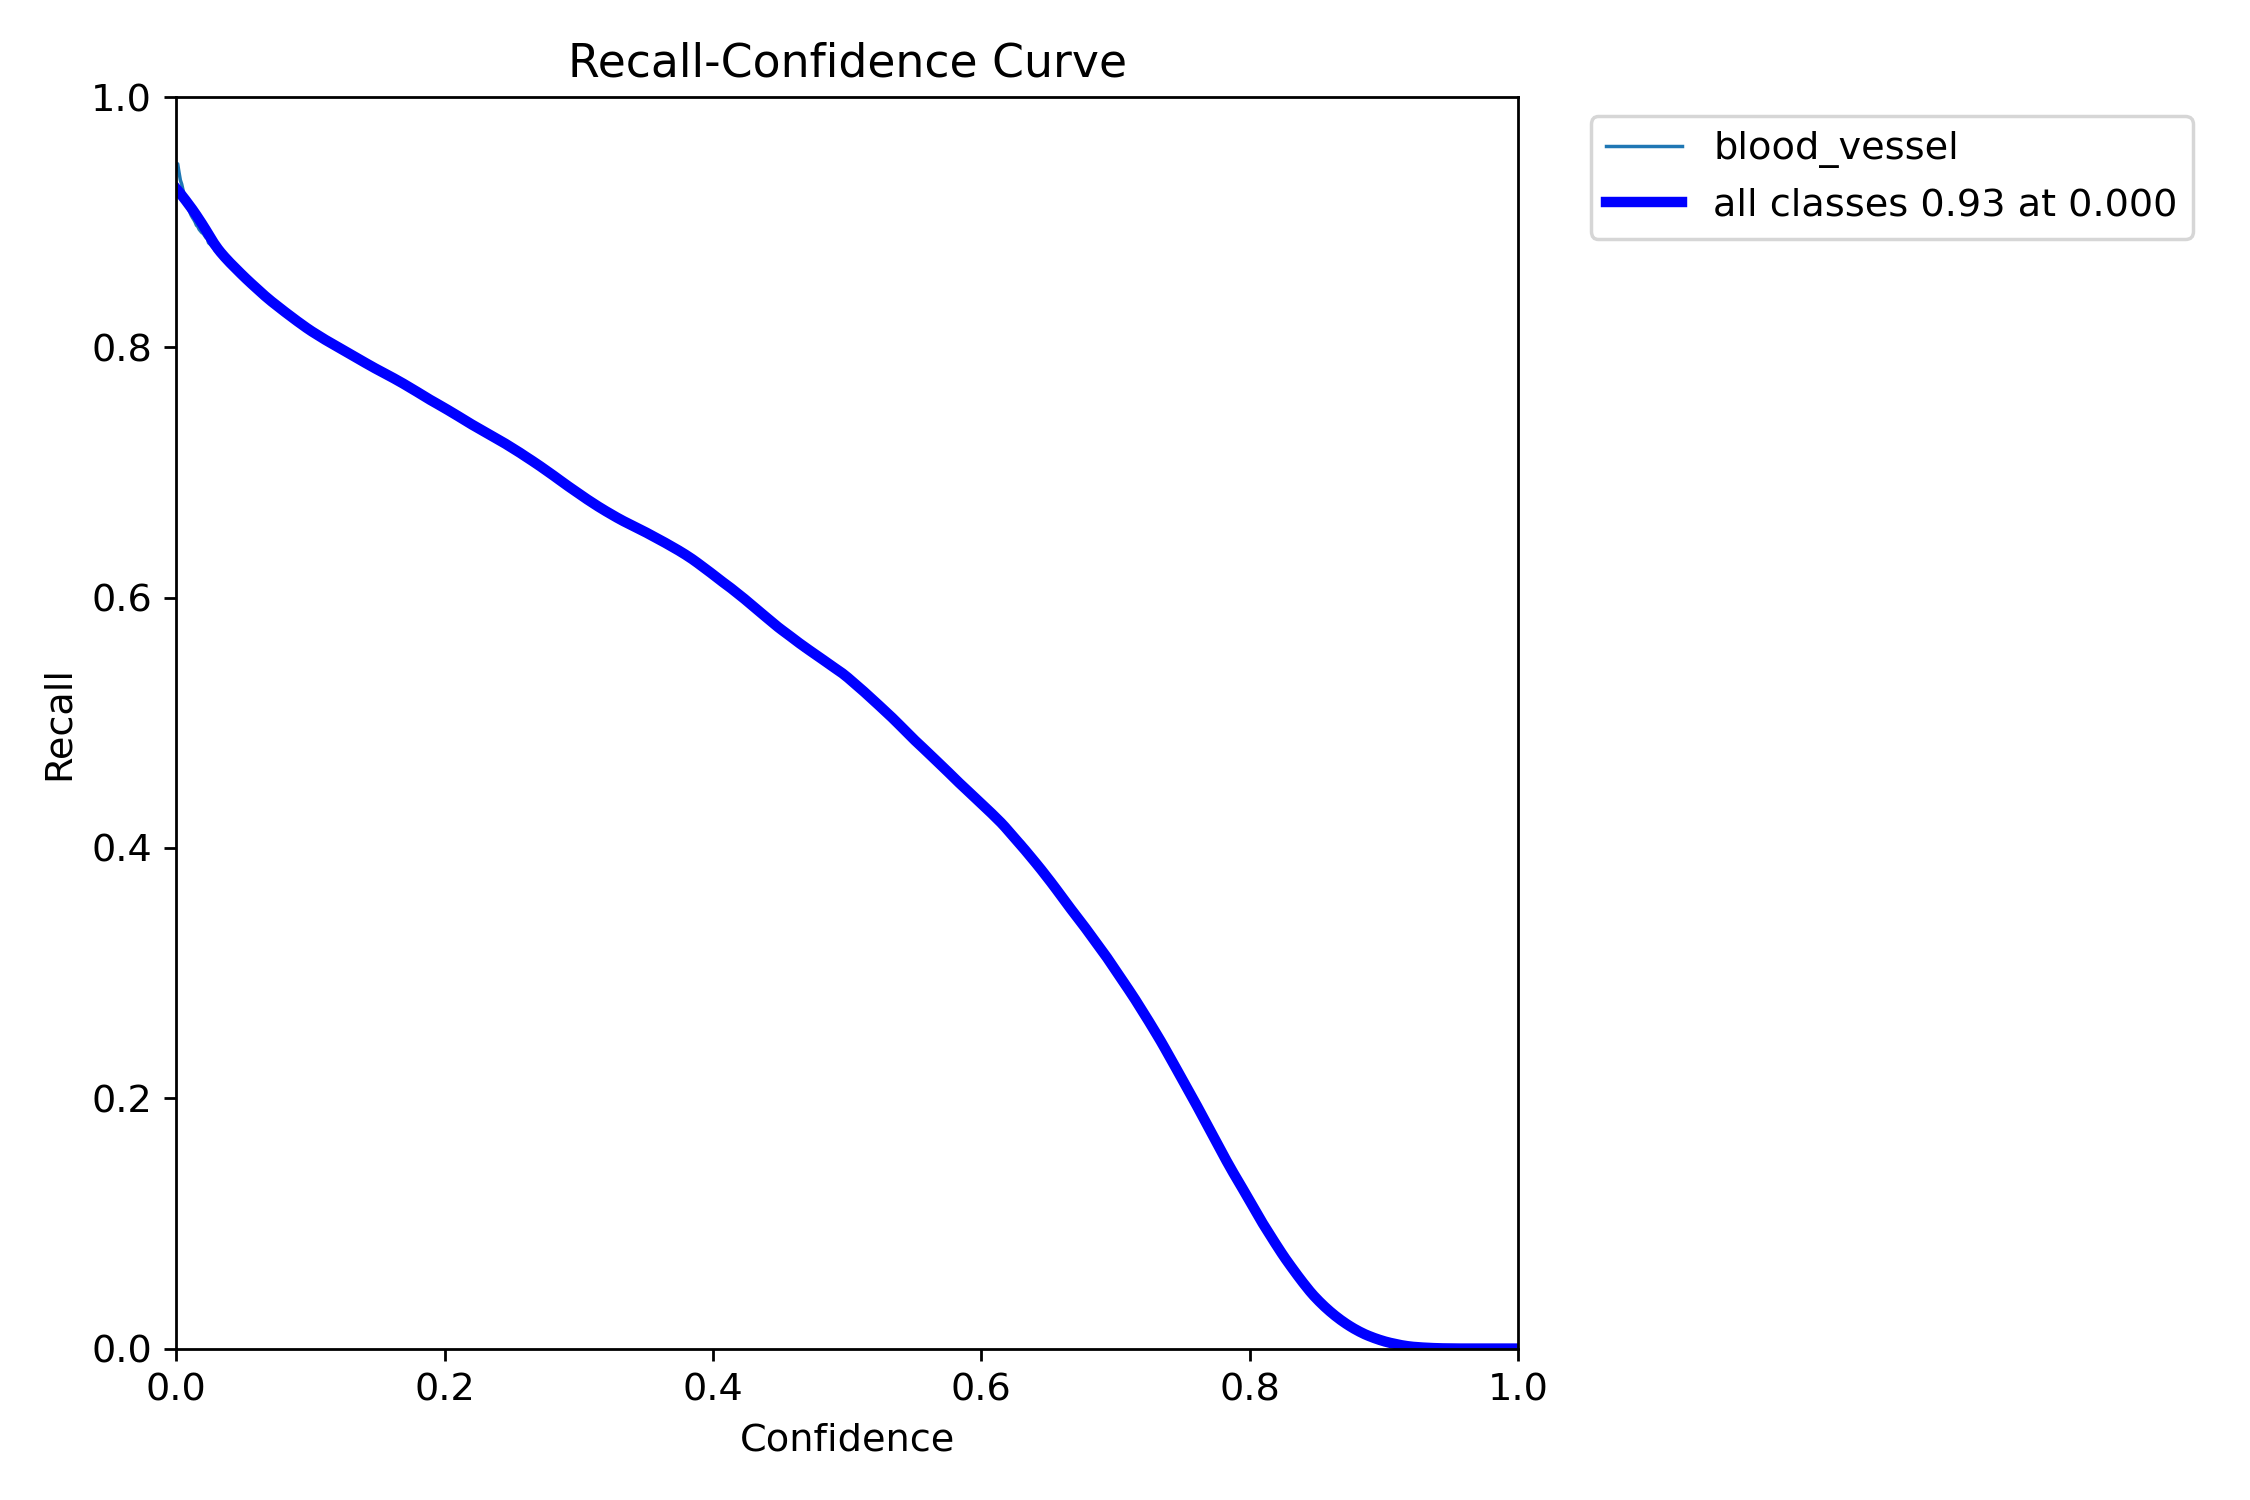 Recall-Confidence Curve
1.0
0.8
0.6
0.4
0.2
0.0
Recall
0.0 0.2 0.4 0.6 0.8 1.0
Confidence
blood_vessel
all classes 0.93 at 0.000